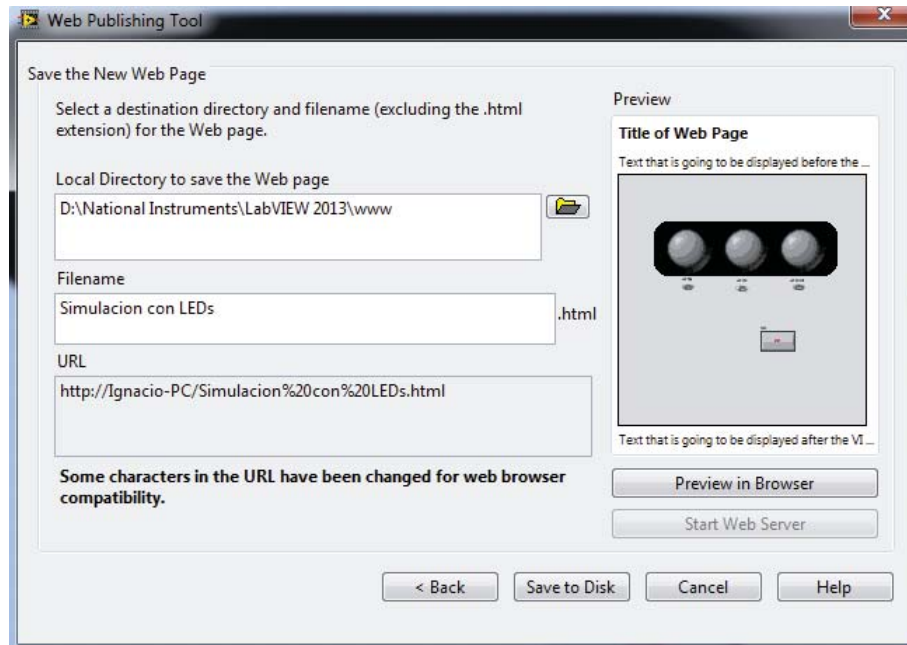 Web Publishing Tool
Save the New Web Page
Select a destination directory and filename (excluding the .html
extension) for the Web page.
Local Directory to save the Web page
D:\National Instruments\LabVIEW 2013\www
Filename
Simulacion con LEDs
.html
URL
http://Ignacio-PC/Simulacion%20con%20LEDs.html
Some characters in the URL have been changed for web browser
compatibility.
Preview
Title of Web Page
Text that is going to be displayed before the ...
Text that is going to be displayed after the VI ...
Preview in Browser
Start Web Server
< Back
Save to Disk
Cancel
Help